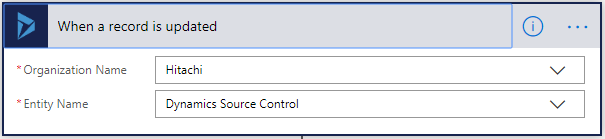 When a record is updated
* Organization Name Hitachi
* Entity Name Dynamics Source Control